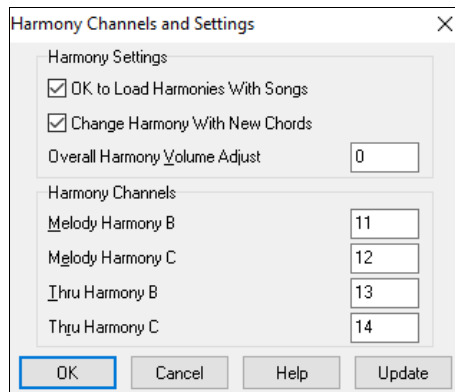 Harmony Channels and Settings
Harmony Settings
OK to Load Harmonies With Songs
Change Harmony With New Chords
Overall Harmony Volume Adjust 0
Harmony Channels
Melody Harmony B 11
Melody Harmony C 12
Thru Harmony B 13
Thru Harmony C 14
OK Cancel Help Update